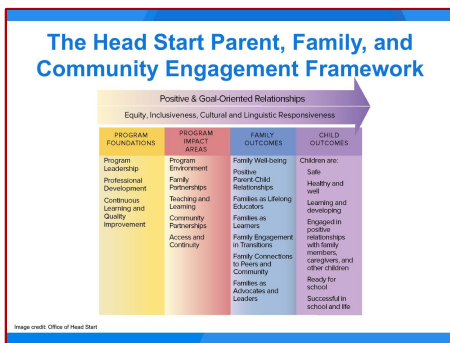 The Head Start Parent, Family, and
Community Engagement Framework
Positive & Goal-Oriented Relationships
Equity, Inclusiveness, Cultural and Linguistic Responsiveness
PROGRAM
FOUNDATIONS
Program
Leadership
Professional
Development
Continuous
Learning and
Quality
Improvement
PROGRAM
IMPACT
AREAS
Program
Environment
Family
Partnerships
Teaching and
Learning
Community
Partnerships
Access and
Continuity
FAMILY
OUTCOMES
Family Well-being
Positive
Parent-Child
Relationships
Families as Lifelong
Educators
Families as
Learners
Family Engagement
in Transitions
Family Connections
to Peers and
Community
Families as
Advocates and
Leaders
CHILD
OUTCOMES
Children are:
Safe
Healthy and
well
Learning and
developing
Engaged in
positive
relationships
with family
members,
caregivers, and
other children
Ready for
school
Successful in
school and life
Image credit: Office of Head Start